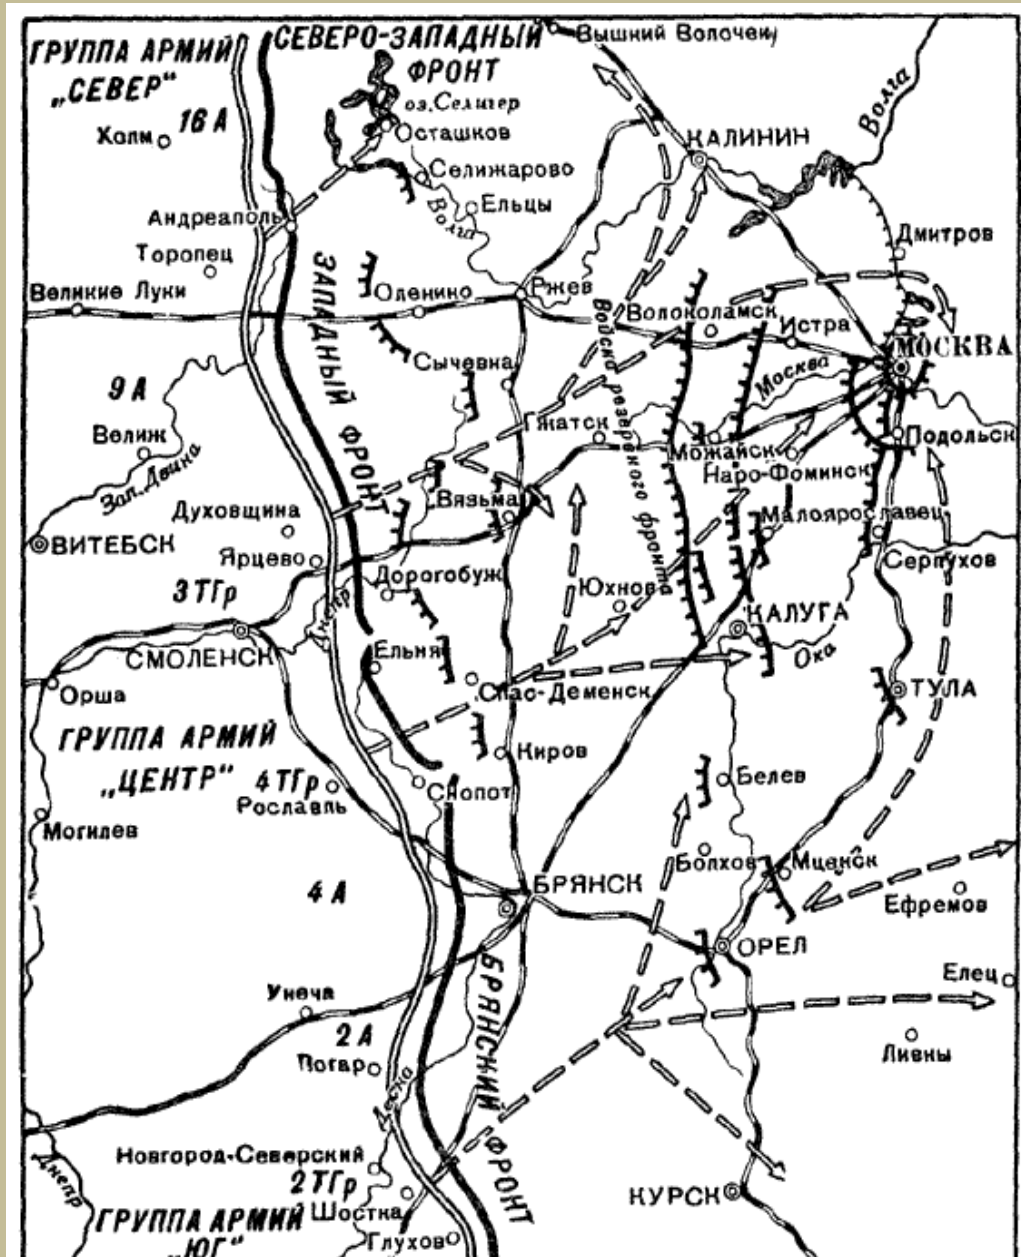 ГРУППА АРМИЙ
„СЕВЕР“
СЕВЕРО-ЗАПАДНЫЙ
ФРОНТ
Вышний Волочек
оз. Селигер
16 А
Холм
Осташков
КАЛИНИН
Волга
Селижарово
Волга
Ельцы
Андреаполь
Торопец
Дмитров
Великие Луки
Оленино
Ржев
Волоколамск
Истра
МОСКВА
ЗАПАДНЫЙ ФРОНТ
Войска резервного фронта
Сычевка
Москва
9 А
Велиж
Зап. Двина
Гжатск
Можайск
Подольск
Наро-Фоминск
Духовщина
Вязьма
Малоярославец
ВИТЕБСК
Ярцево
Серпухов
3 ТГр
Дорогобуж
Днепр
Юхнов
КАЛУГА
Ока
СМОЛЕНСК
Ельня
Орша
Спас-Деменск
ТУЛА
ГРУППА АРМИЙ
„ЦЕНТР“
Киров
4 ТГр
Рославль
Снопот
Белев
Могилев
Болхов
Мценск
4 А
БРЯНСК
Ефремов
ОРЕЛ
БРЯНСКИЙ ФРОНТ
Елец
Унеча
2 А
Погар
Ливны
Десна
Днепр
Новгород-Северский
2 ТГр
Шостка
КУРСК
ГРУППА АРМИЙ
„ЮГ“
Глухов